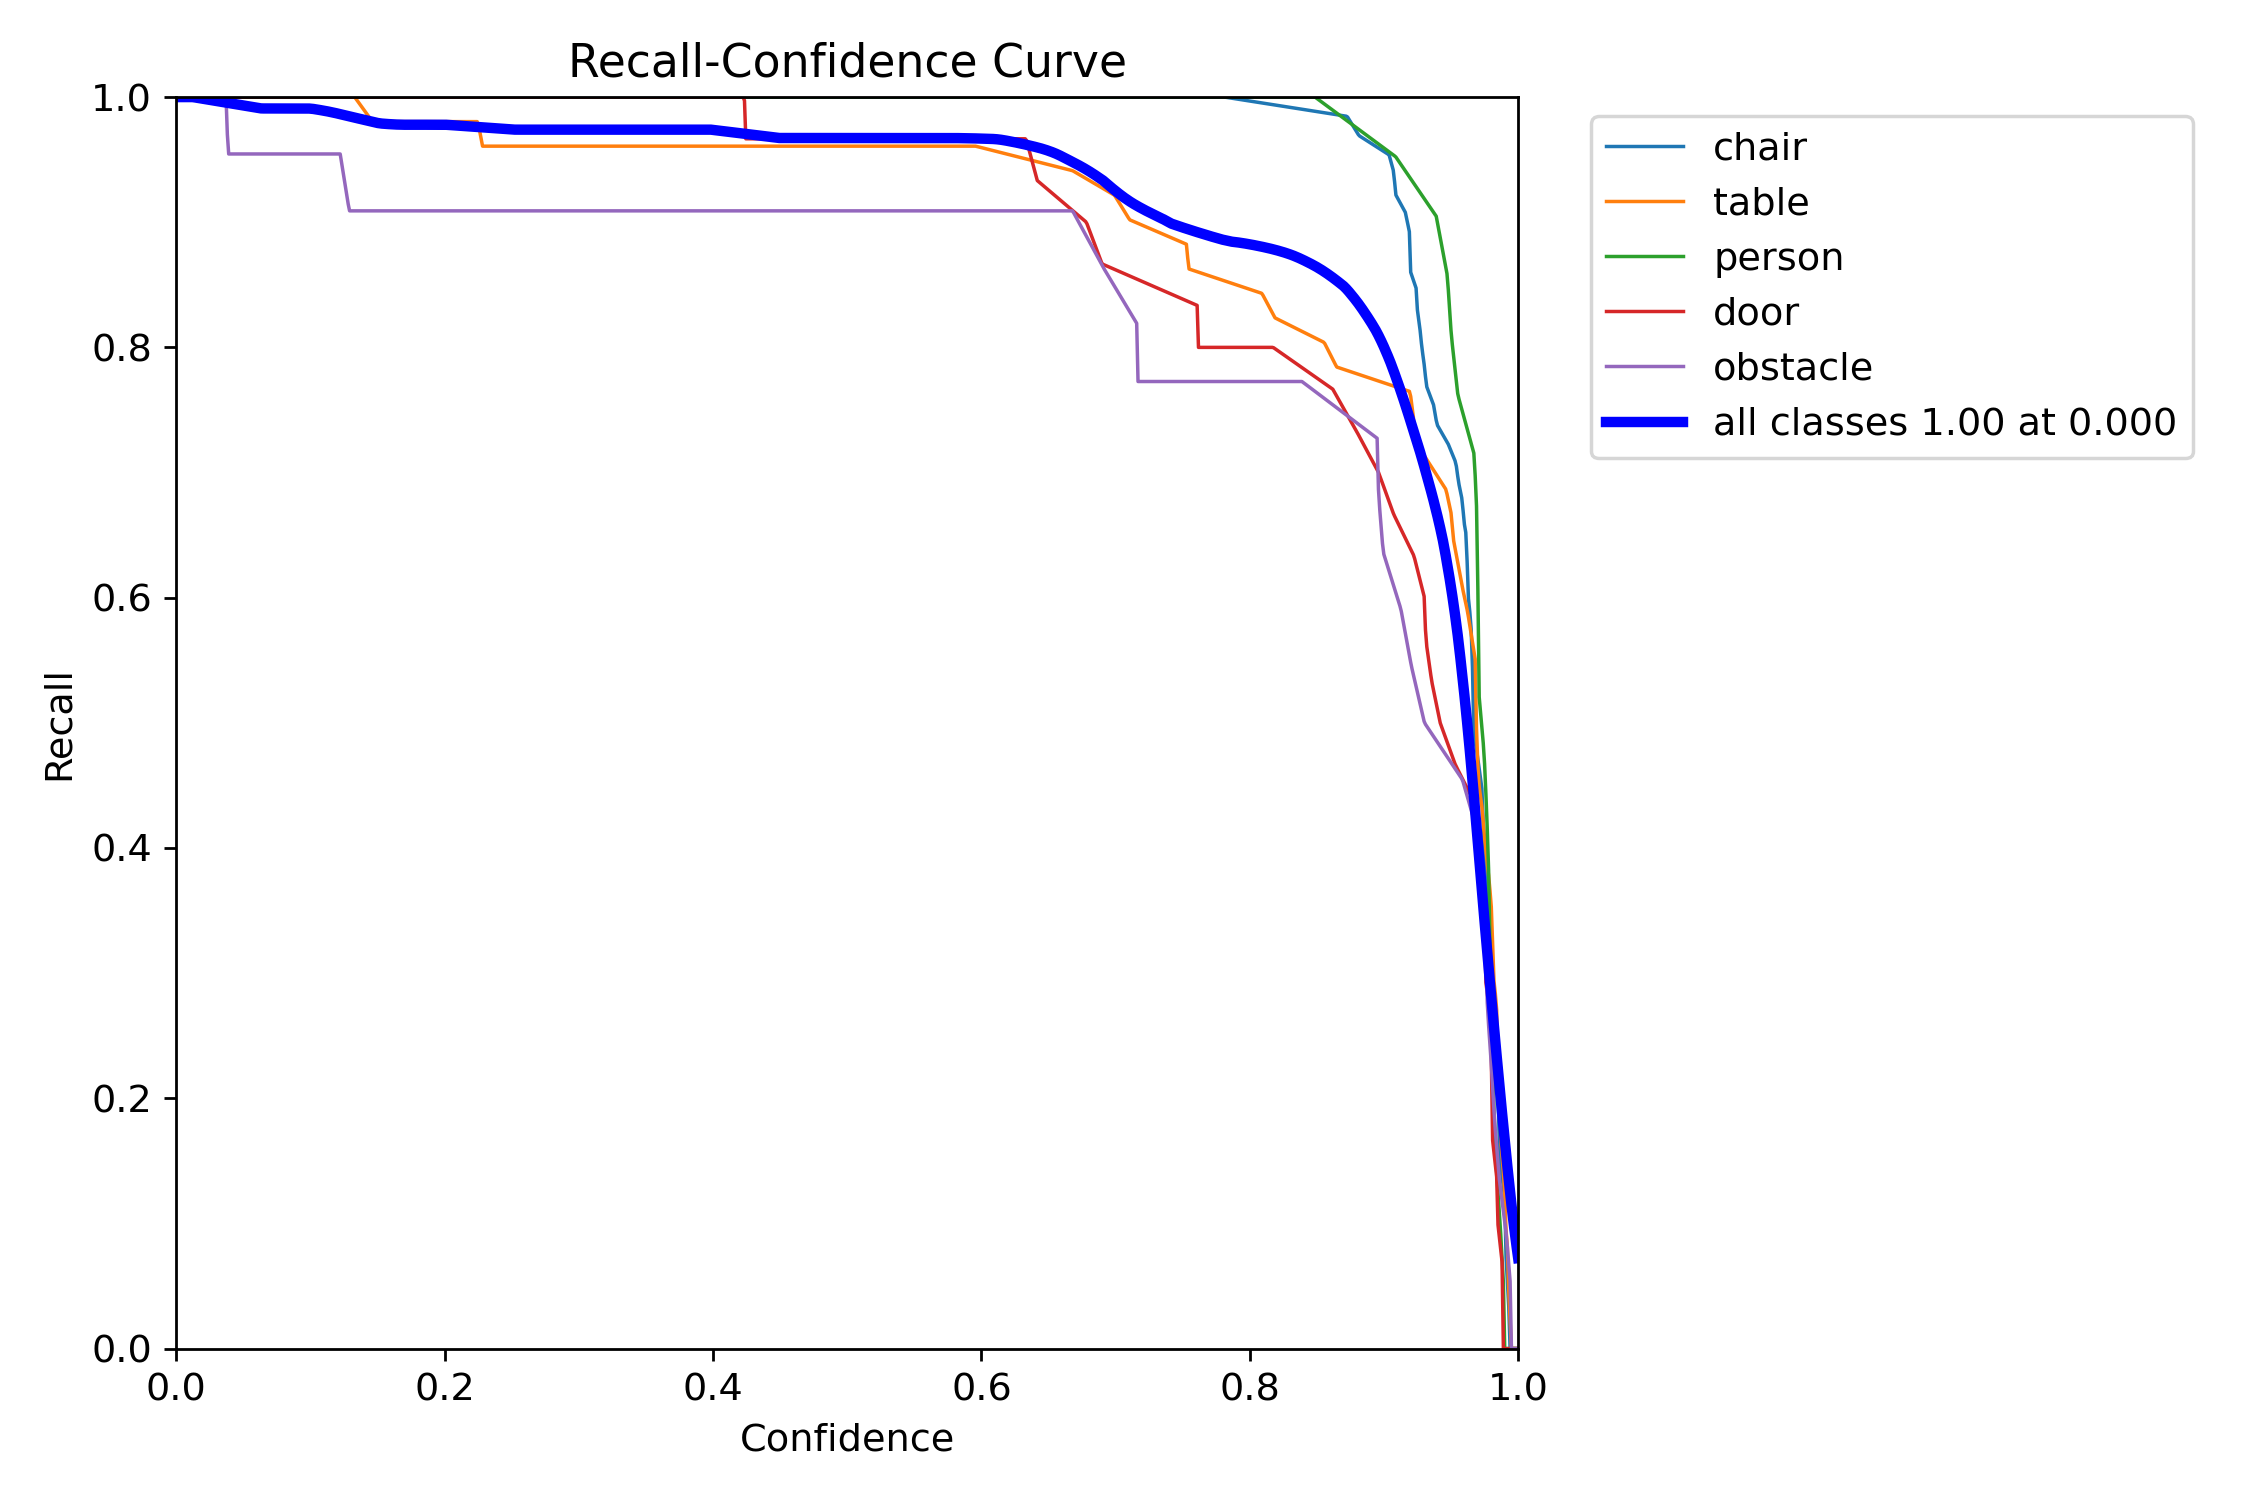 Recall-Confidence Curve
1.0
0.8
0.6
0.4
0.2
0.0
Recall
0.0 0.2 0.4 0.6 0.8 1.0
Confidence
chair
table
person
door
obstacle
all classes 1.00 at 0.000